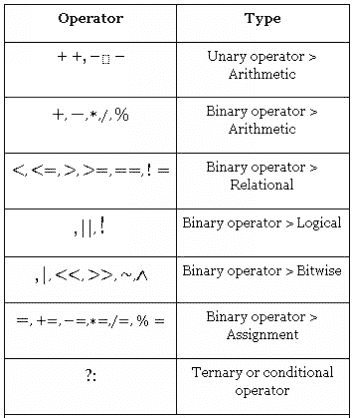 Operator Type
+ +, −□ − Unary operator >
Arithmetic
+, −,*,/, % Binary operator >
Arithmetic
<, <=, >, >=, ==, ! = Binary operator >
Relational
, ||, ! Binary operator > Logical
, |, <<, >>, ~, ∧ Binary operator > Bitwise
=, +=, −=,*=,/=, % = Binary operator >
Assignment
?: Ternary or conditional
operator